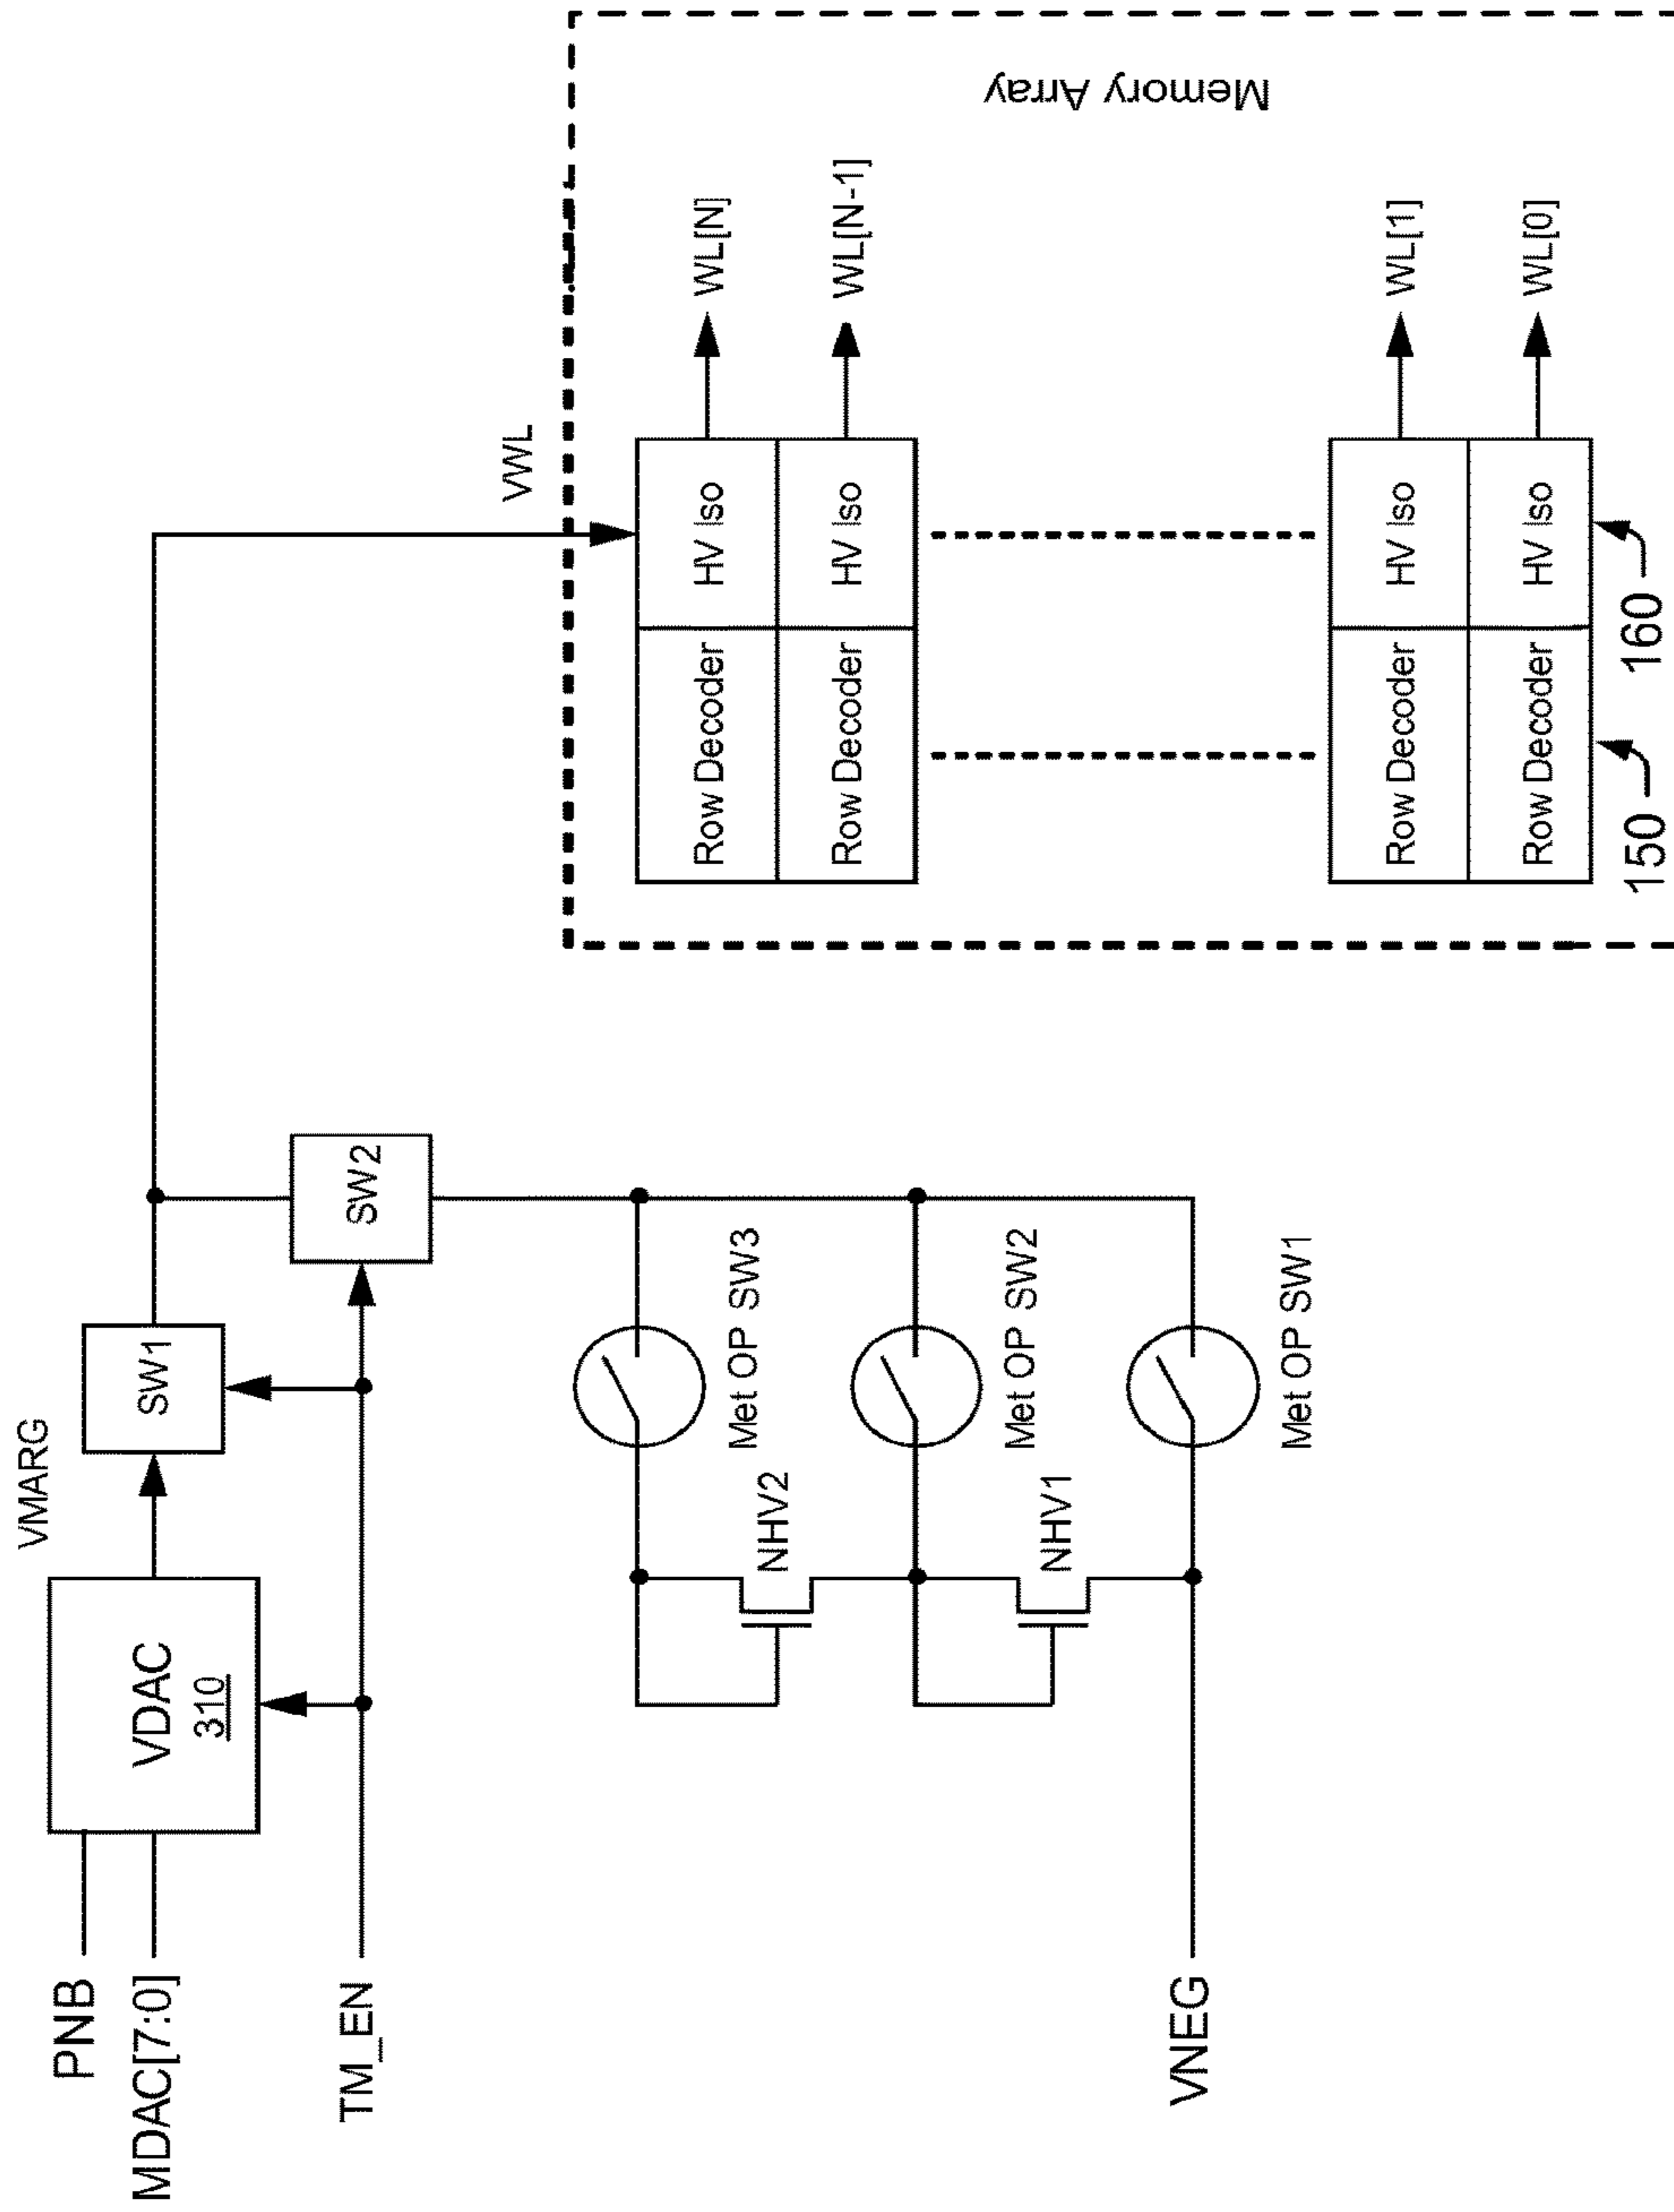 PNB
MDAC[7:0]
VDAC
310
VMARG
SW1
TM_EN
SW2
VWL
Met OP SW3
NHV2
Met OP SW2
NHV1
Met OP SW1
VNEG
Memory Array
Row Decoder
HV Iso
WL[N]
Row Decoder
HV Iso
WL[N-1]
Row Decoder
HV Iso
WL[1]
Row Decoder
HV Iso
WL[0]
150
160